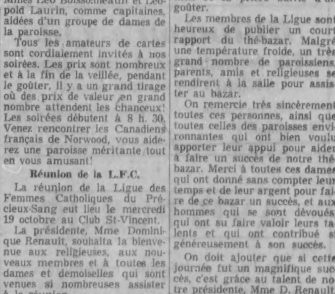 Mmes Léo Boissonneault et Léo-
pold Laurin, comme capitaines,
aidées d'un groupe de dames de
la paroisse.
Tous les amateurs de cartes
sont cordialement invités à nos
soirées. Les prix sont nombreux
et à la fin de la veillée, pendant
le goûter, il y a un grand tirage
où des prix de valeur en grand
nombre attendent les chanceux!
Les soirées débutent à 8 h. 30.
Venez rencontrer les Canadiens
français de Norwood, vous aide-
rez une paroisse méritante tout
en vous amusant!
Réunion de la L.F.C.
La réunion de la Ligue des
Femmes Catholiques du Pré-
cieux-Sang eut lieu le mercredi
19 octobre au Club St-Vincent.
La présidente, Mme Domini-
que Renault, souhaita la bienve-
nue aux religieuses, aux nou-
veaux membres et à toutes les
dames et demoiselles qui sont
venues si nombreuses assister
goûter.
Les membres de la Ligue son
heureux de publier un court
rapport du thé-bazar. Malgré
une température froide, un très
grand nombre de paroissiens
parents, amis et religieuses se
rendirent à la salle pour assis-
ter au bazar.
On remercie très sincèrement
toutes ces personnes, ainsi que
toutes celles des paroisses envi
ronnantes qui ont bien voulu
apporter leur appui pour aider
à faire un succès de notre thé
bazar. Merci à toutes ces dames
qui ont donné sans compter leur
temps et de leur argent pour fai
re de ce bazar un succès, et aux
hommes qui se sont dévoués
qui ont su faire valoir leurs ta
lents et qui ont contribué si
généreusement à son succès.
On doit ajouter que si cette
journée fut un magnifique suc
cès, c'est grâce au talent de no
tre présidente, Mme D. Renault